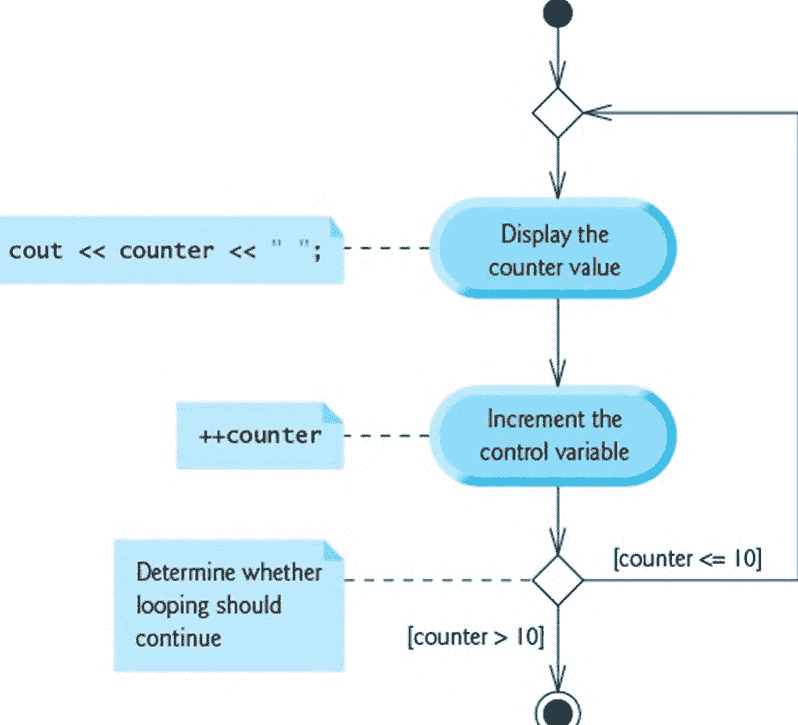 cout << counter << " ";
Display the
counter value
++counter
Increment the
control variable
Determine whether
looping should
continue
[counter <= 10]
[counter > 10]